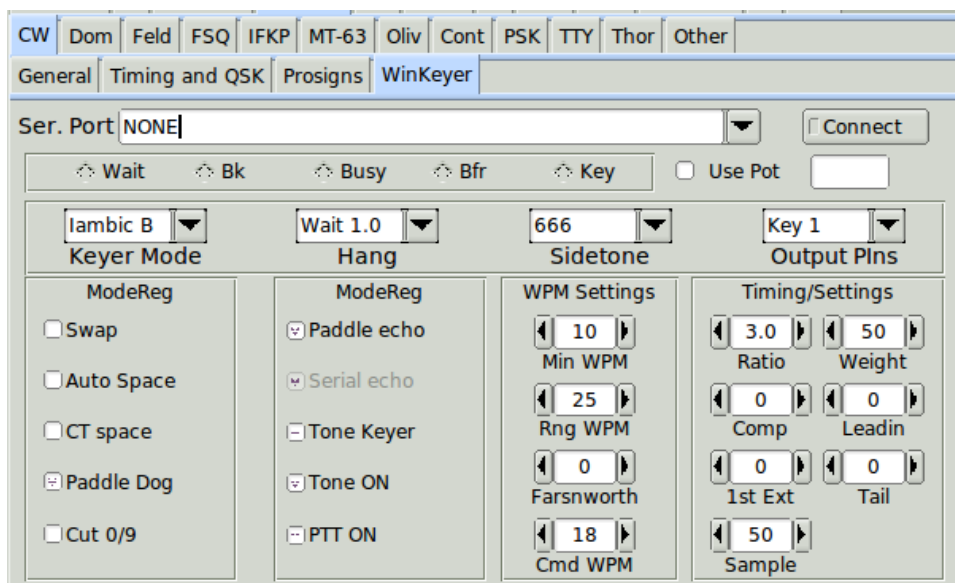 CW Dom Feld FSQ IFKP MT-63 Oliv Cont PSK TTY Thor Other
General Timing and QSK Prosigns WinKeyer
Ser. Port NONE Connect
Wait Bk Busy Bfr Key Use Pot
Iambic B Wait 1.0 666 Key 1
Keyer Mode Hang Sidetone Output PIns
ModeReg ModeReg WPM Settings Timing/Settings
Swap Paddle echo 10 3.0 50
Min WPM Ratio Weight
Auto Space Serial echo 25 0 0
CT space Tone Keyer Rng WPM Comp Leadin
0 0 0
Paddle Dog Tone ON Farsnworth 1st Ext Tail
Cut 0/9 PTT ON 18 50
Cmd WPM Sample